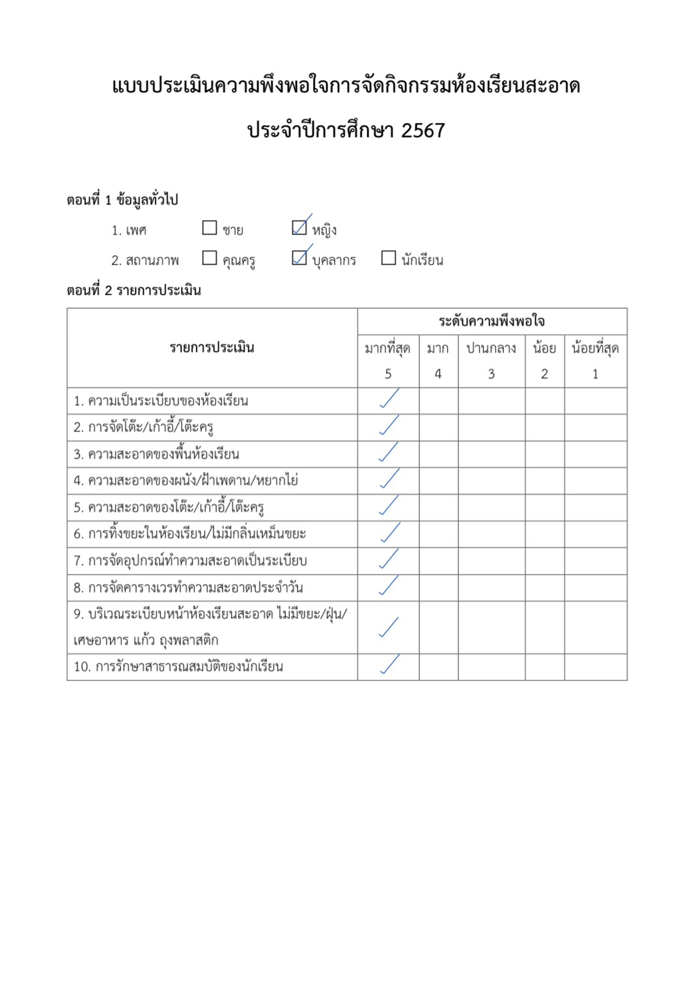 แบบประเมินความพึงพอใจการจัดกิจกรรมห้องเรียนสะอาด
ประจำปีการศึกษา 2567
ตอนที่ 1 ข้อมูลทั่วไป
1. เพศ ☐ ชาย ☑ หญิง
2. สถานภาพ ☐ คุณครู ☑ บุคลากร ☐ นักเรียน
ตอนที่ 2 รายการประเมิน
ระดับความพึงพอใจ
รายการประเมิน
มากที่สุด มาก ปานกลาง น้อย น้อยที่สุด
5 4 3 2 1
1. ความเป็นระเบียบของห้องเรียน ✓
2. การจัดโต๊ะ/เก้าอี้/โต๊ะครู ✓
3. ความสะอาดของพื้นห้องเรียน ✓
4. ความสะอาดของผนัง/ฝ้าเพดาน/หยากไย่ ✓
5. ความสะอาดของโต๊ะ/เก้าอี้/โต๊ะครู ✓
6. การทิ้งขยะในห้องเรียน/ไม่มีกลิ่นเหม็นขยะ ✓
7. การจัดอุปกรณ์ทำความสะอาดเป็นระเบียบ ✓
8. การจัดคารางเวรทำความสะอาดประจำวัน ✓
9. บริเวณระเบียบหน้าห้องเรียนสะอาด ไม่มีขยะ/ฝุ่น/
เศษอาหาร แก้ว ถุงพลาสติก ✓
10. การรักษาสาธารณสมบัติของนักเรียน ✓